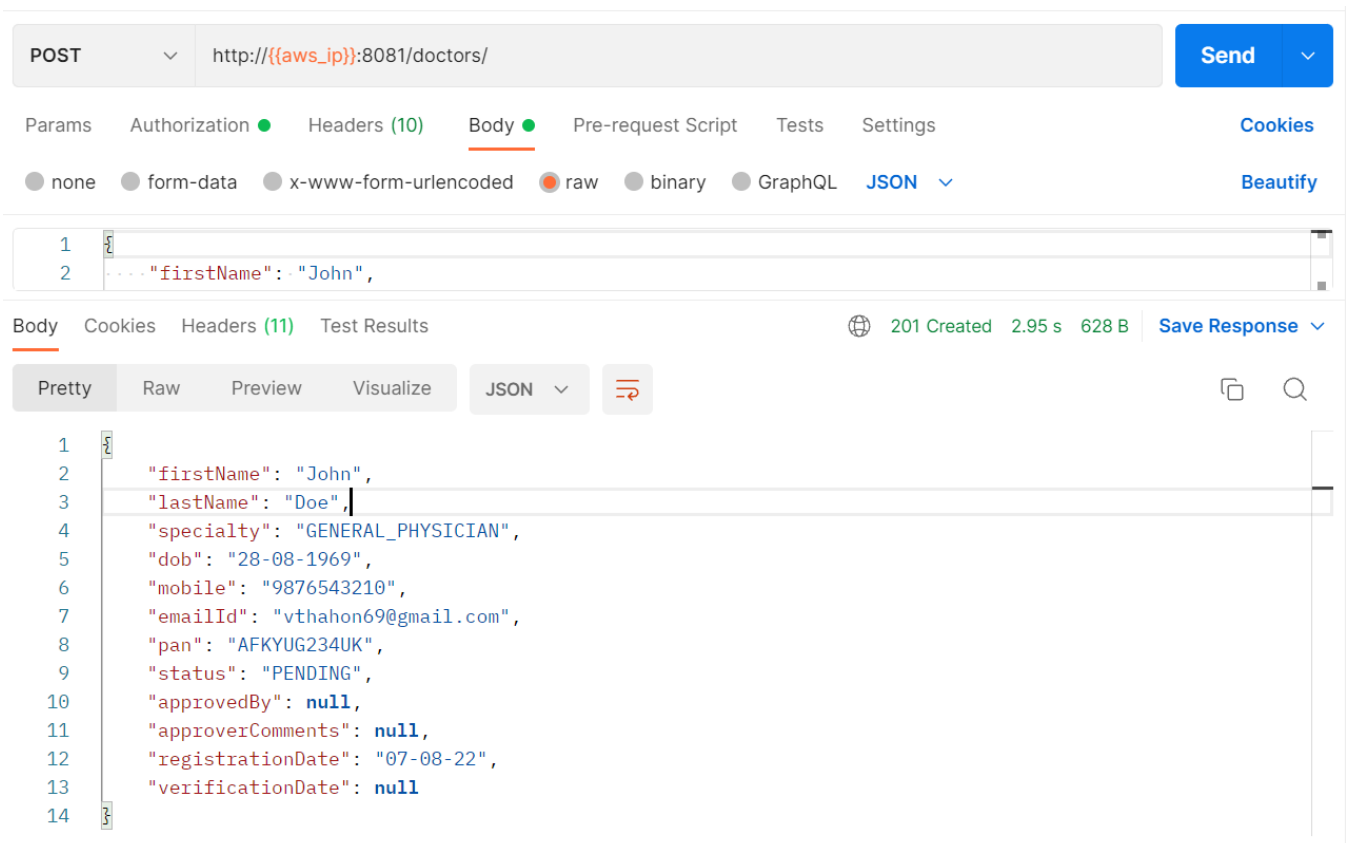 POST http://{{aws_ip}}:8081/doctors/ Send
Params Authorization Headers (10) Body Pre-request Script Tests Settings Cookies
none form-data x-www-form-urlencoded raw binary GraphQL JSON Beautify
1 {
2 "firstName": "John",
Body Cookies Headers (11) Test Results 201 Created 2.95 s 628 B Save Response
Pretty Raw Preview Visualize JSON
1 {
2 "firstName": "John",
3 "lastName": "Doe",
4 "specialty": "GENERAL_PHYSICIAN",
5 "dob": "28-08-1969",
6 "mobile": "9876543210",
7 "emailId": "vthahon69@gmail.com",
8 "pan": "AFKYUG234UK",
9 "status": "PENDING",
10 "approvedBy": null,
11 "approverComments": null,
12 "registrationDate": "07-08-22",
13 "verificationDate": null
14 }